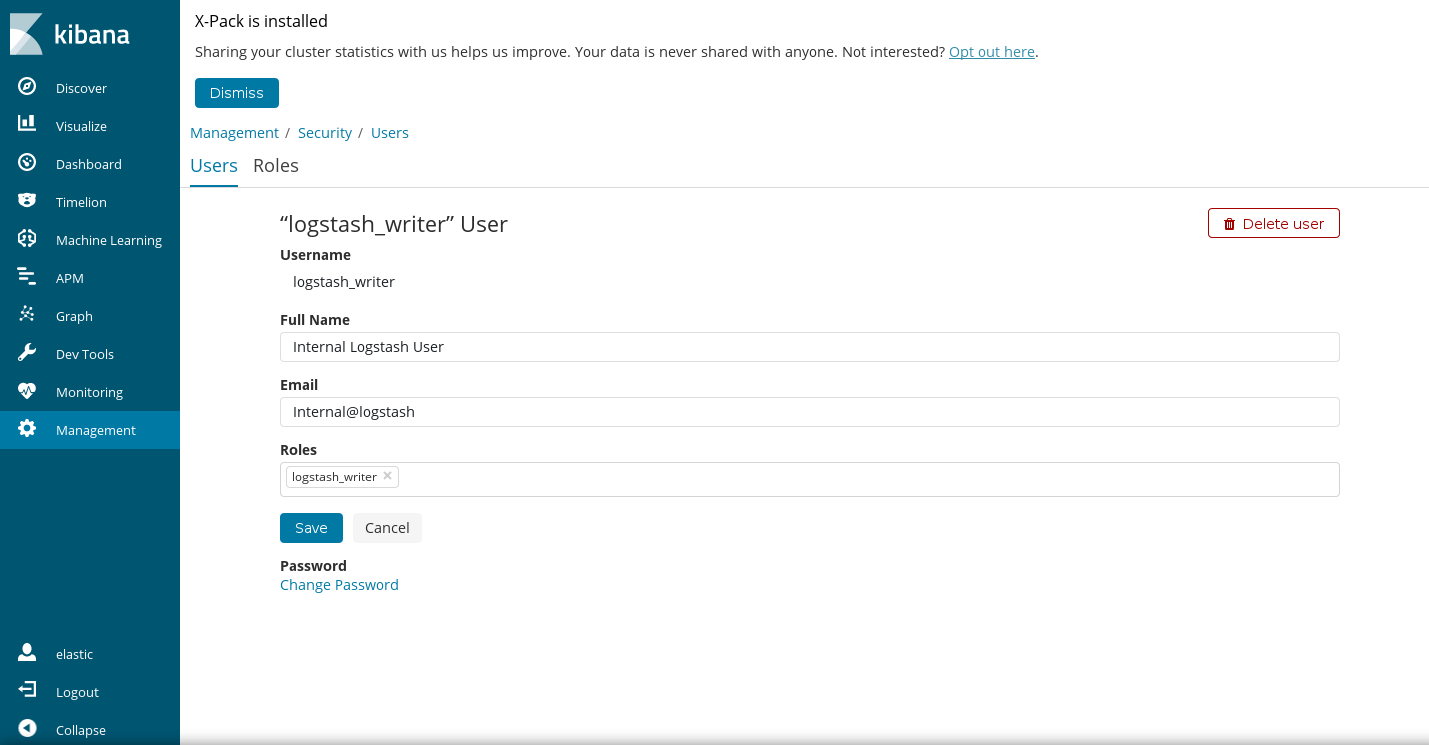 kibana
Discover
Visualize
Dashboard
Timelion
Machine Learning
APM
Graph
Dev Tools
Monitoring
Management
elastic
Logout
Collapse
X-Pack is installed
Sharing your cluster statistics with us helps us improve. Your data is never shared with anyone. Not interested? Opt out here.
Dismiss
Management / Security / Users
Users Roles
“logstash_writer” User
Delete user
Username
logstash_writer
Full Name
Internal Logstash User
Email
Internal@logstash
Roles
logstash_writer ×
Save Cancel
Password
Change Password